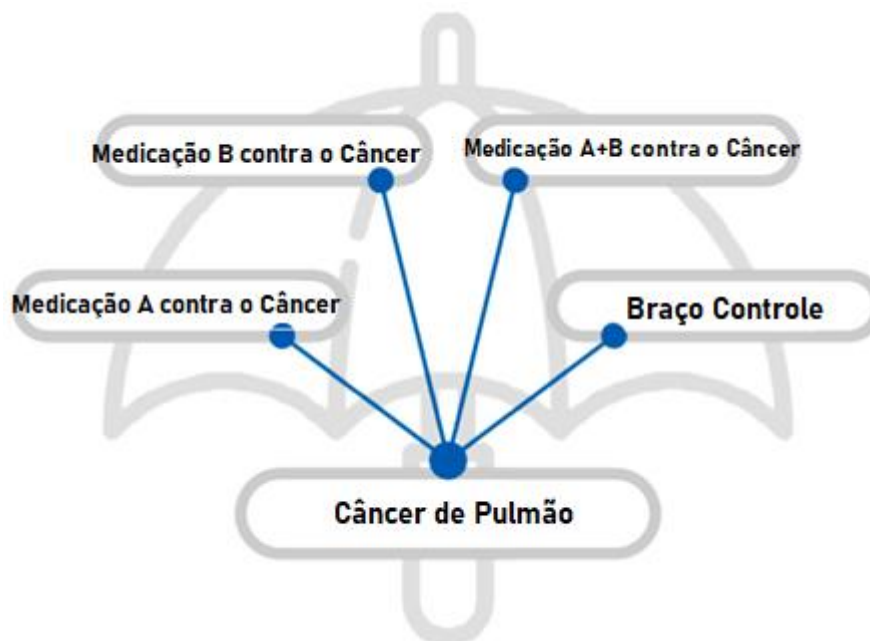 Medicação B contra o Câncer
Medicação A+B contra o Câncer
Medicação A contra o Câncer
Braço Controle
Câncer de Pulmão